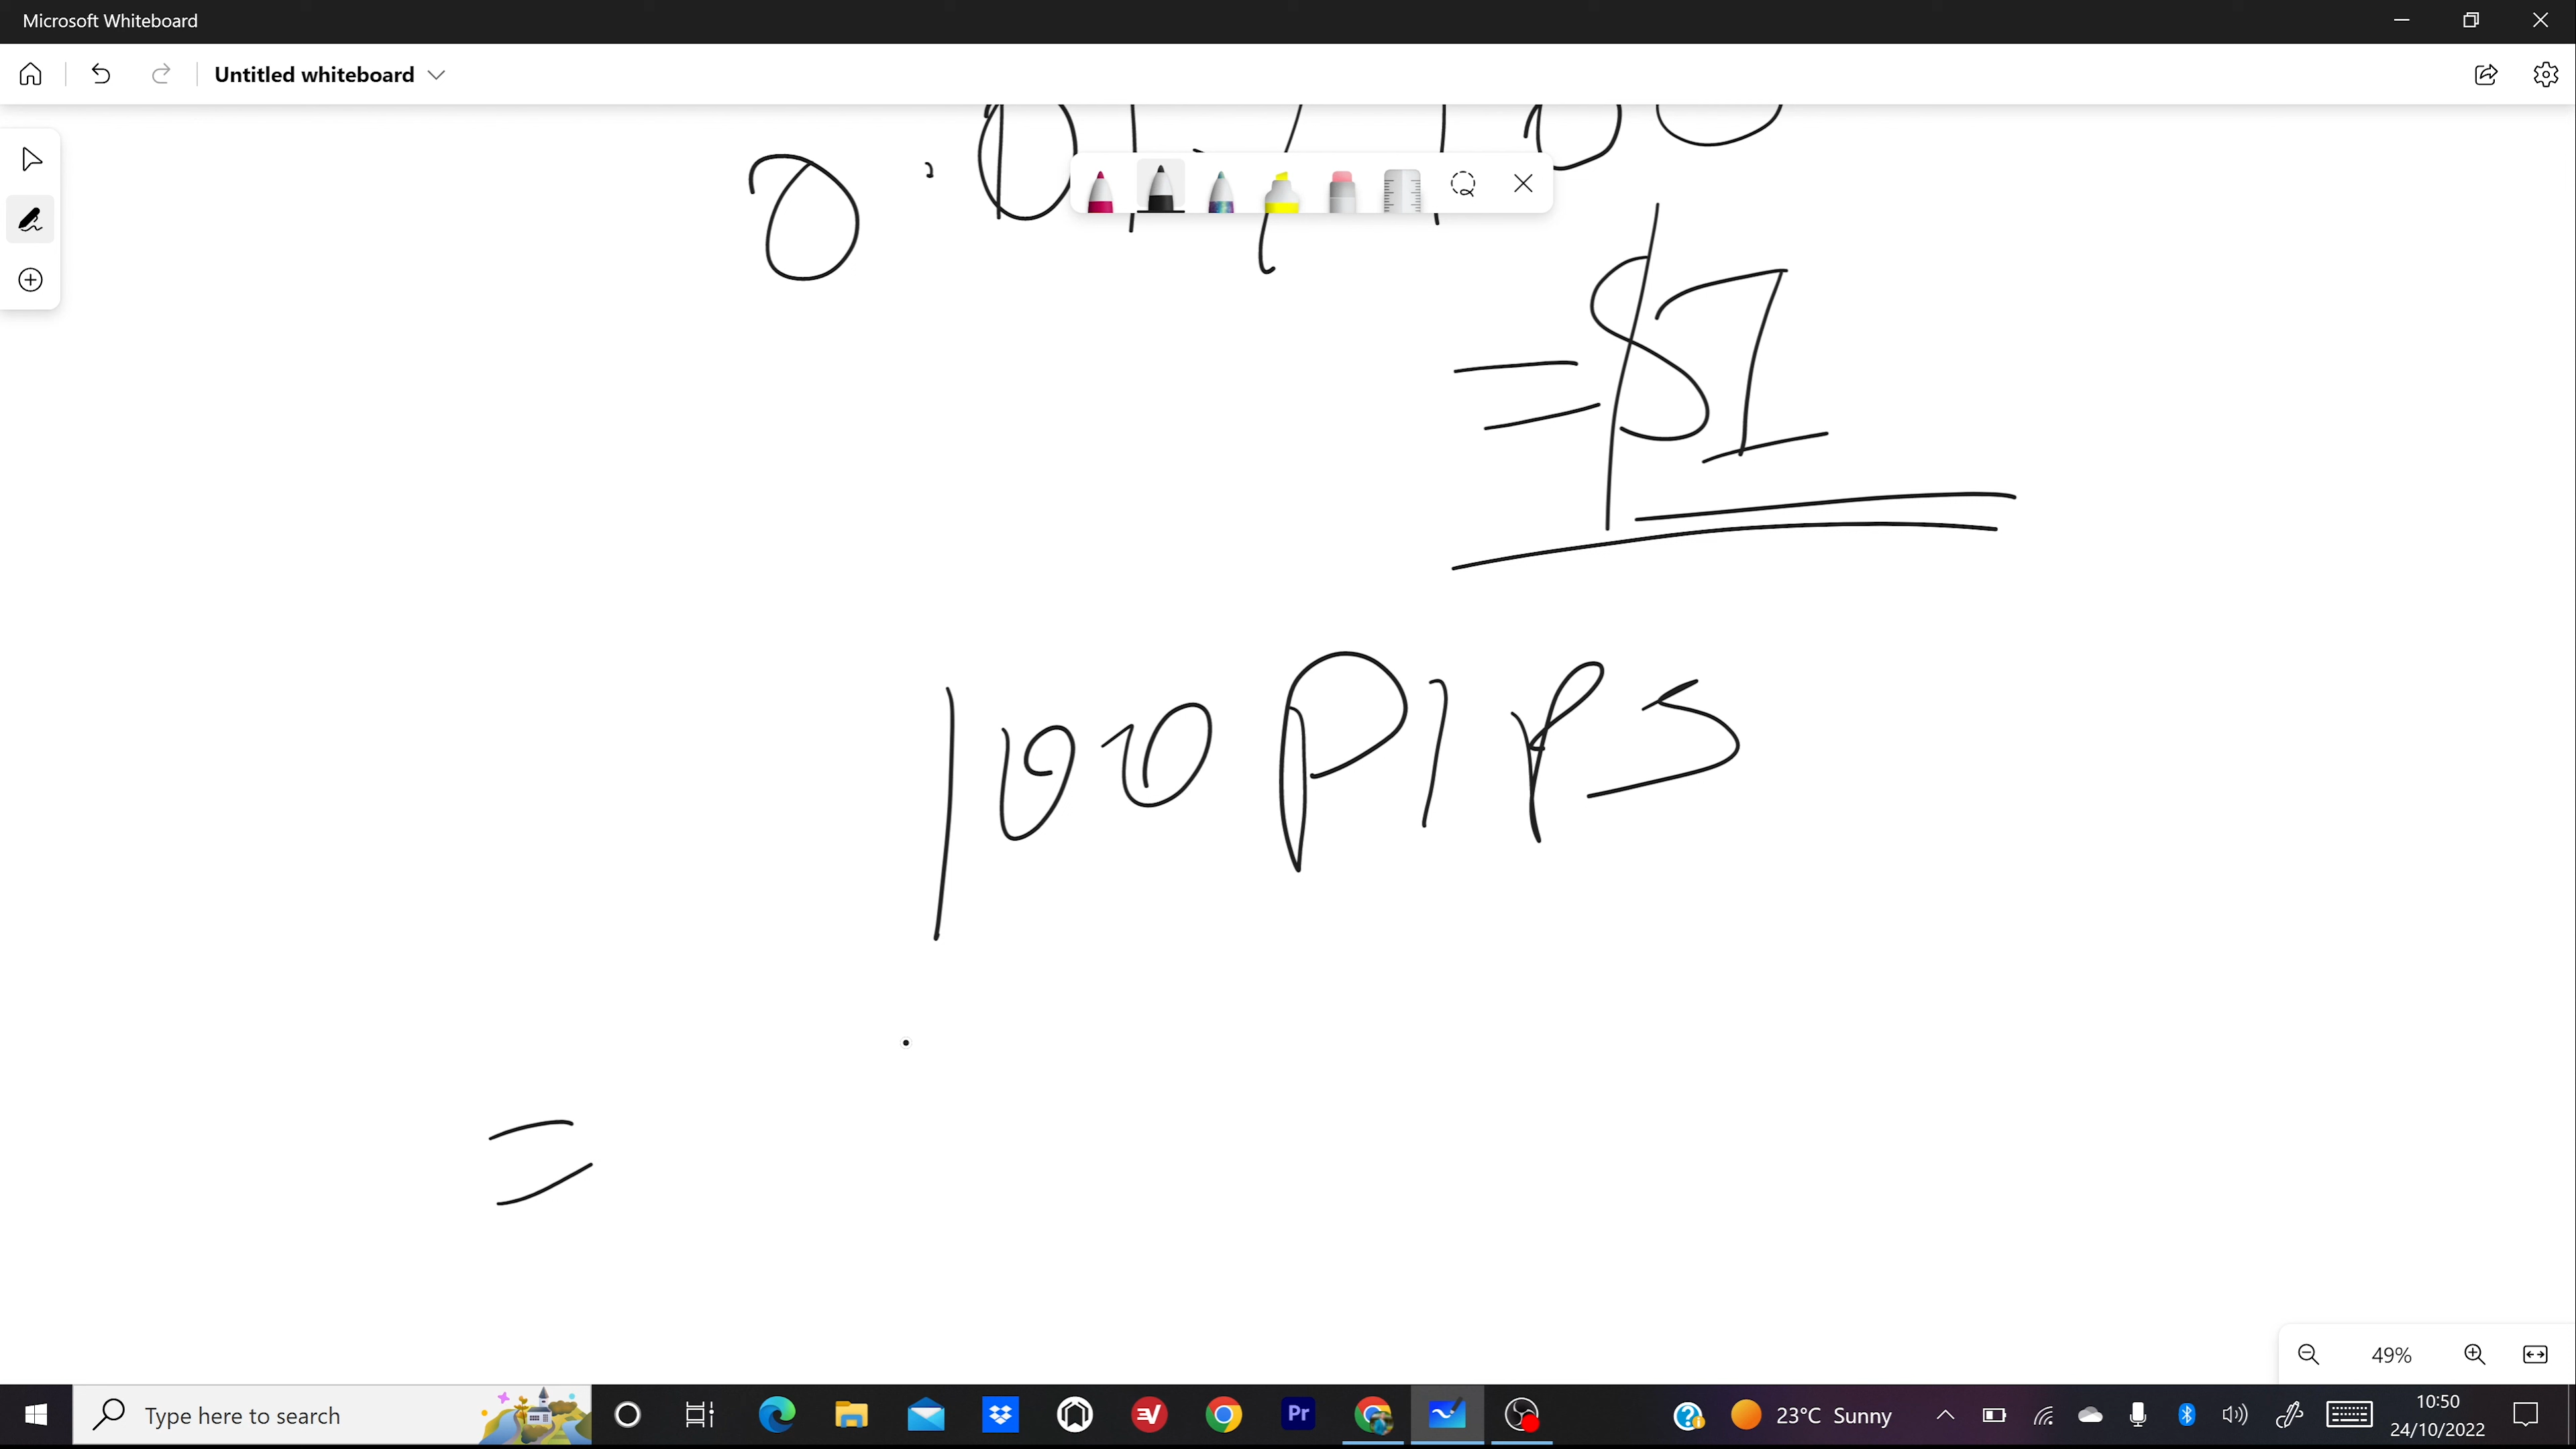 Microsoft Whiteboard
Untitled whiteboard
= $1
100 PIPS
=
49%
Type here to search
Pr
23°C Sunny
10:50
24/10/2022